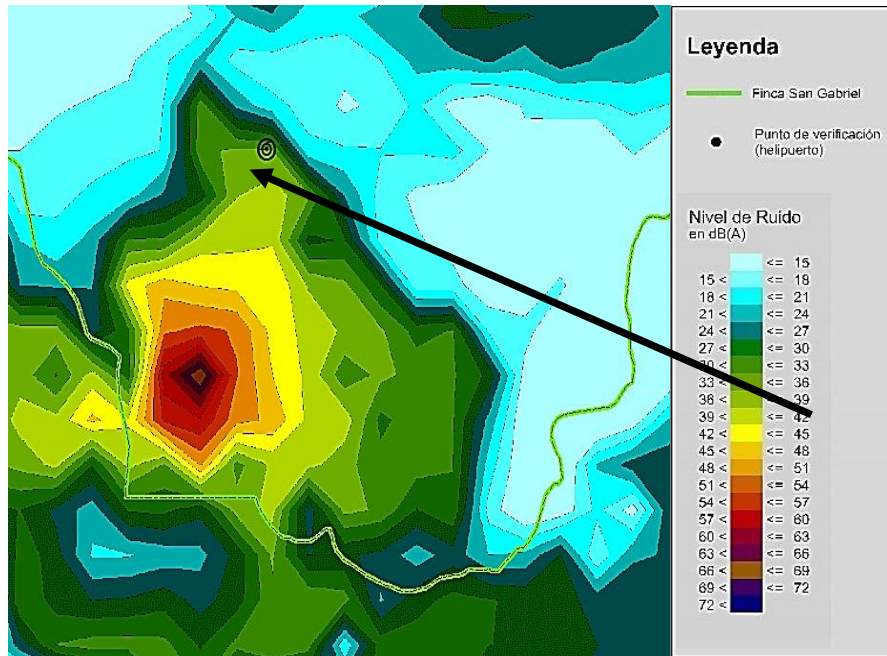 Leyenda
Finca San Gabriel
Punto de verificación
(helipuerto)
Nivel de Ruido
en dB(A)
<= 15
15 < <= 18
18 < <= 21
21 < <= 24
24 < <= 27
27 < <= 30
<= 33
33 < <= 36
36 < <= 39
39 <
42 < <= 45
45 < <= 48
48 < <= 51
51 < <= 54
54 < <= 57
57 < <= 60
60 < <= 63
63 < <= 66
66 < <= 69
69 < <= 72
72 <